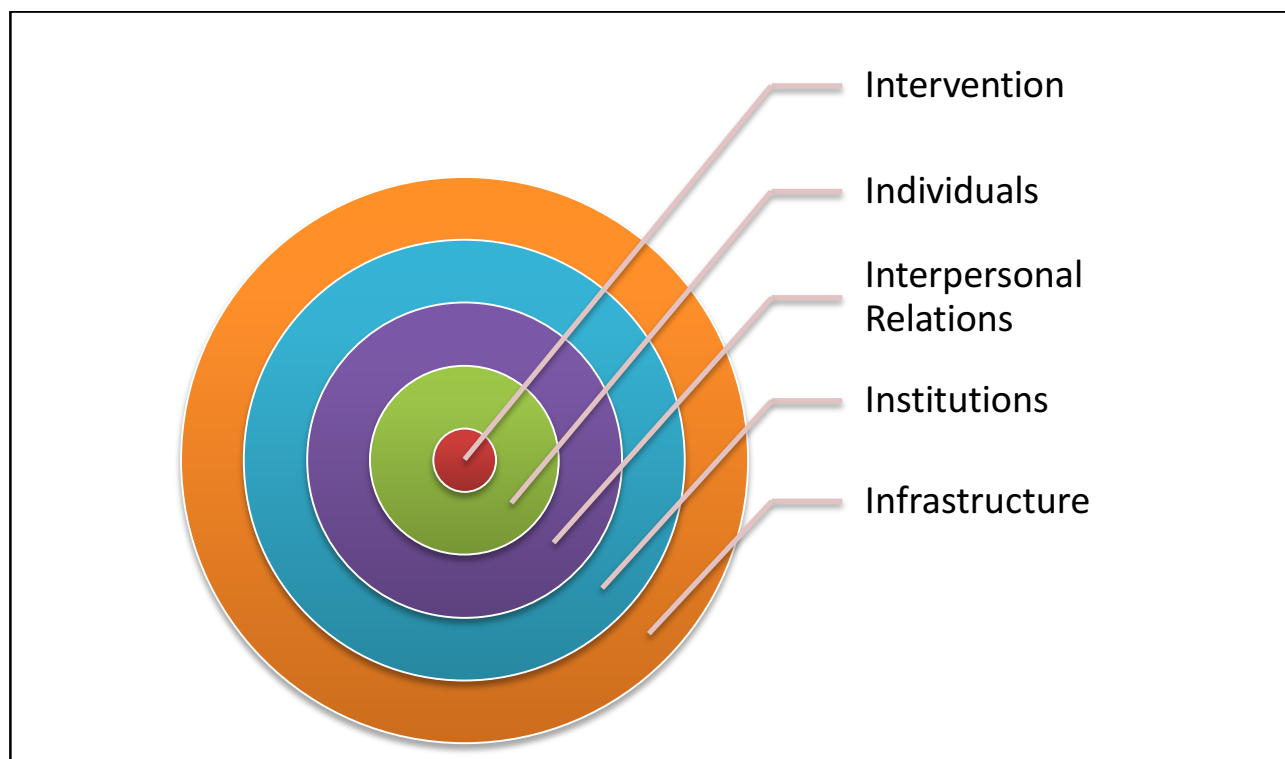 Intervention
Individuals
Interpersonal
Relations
Institutions
Infrastructure